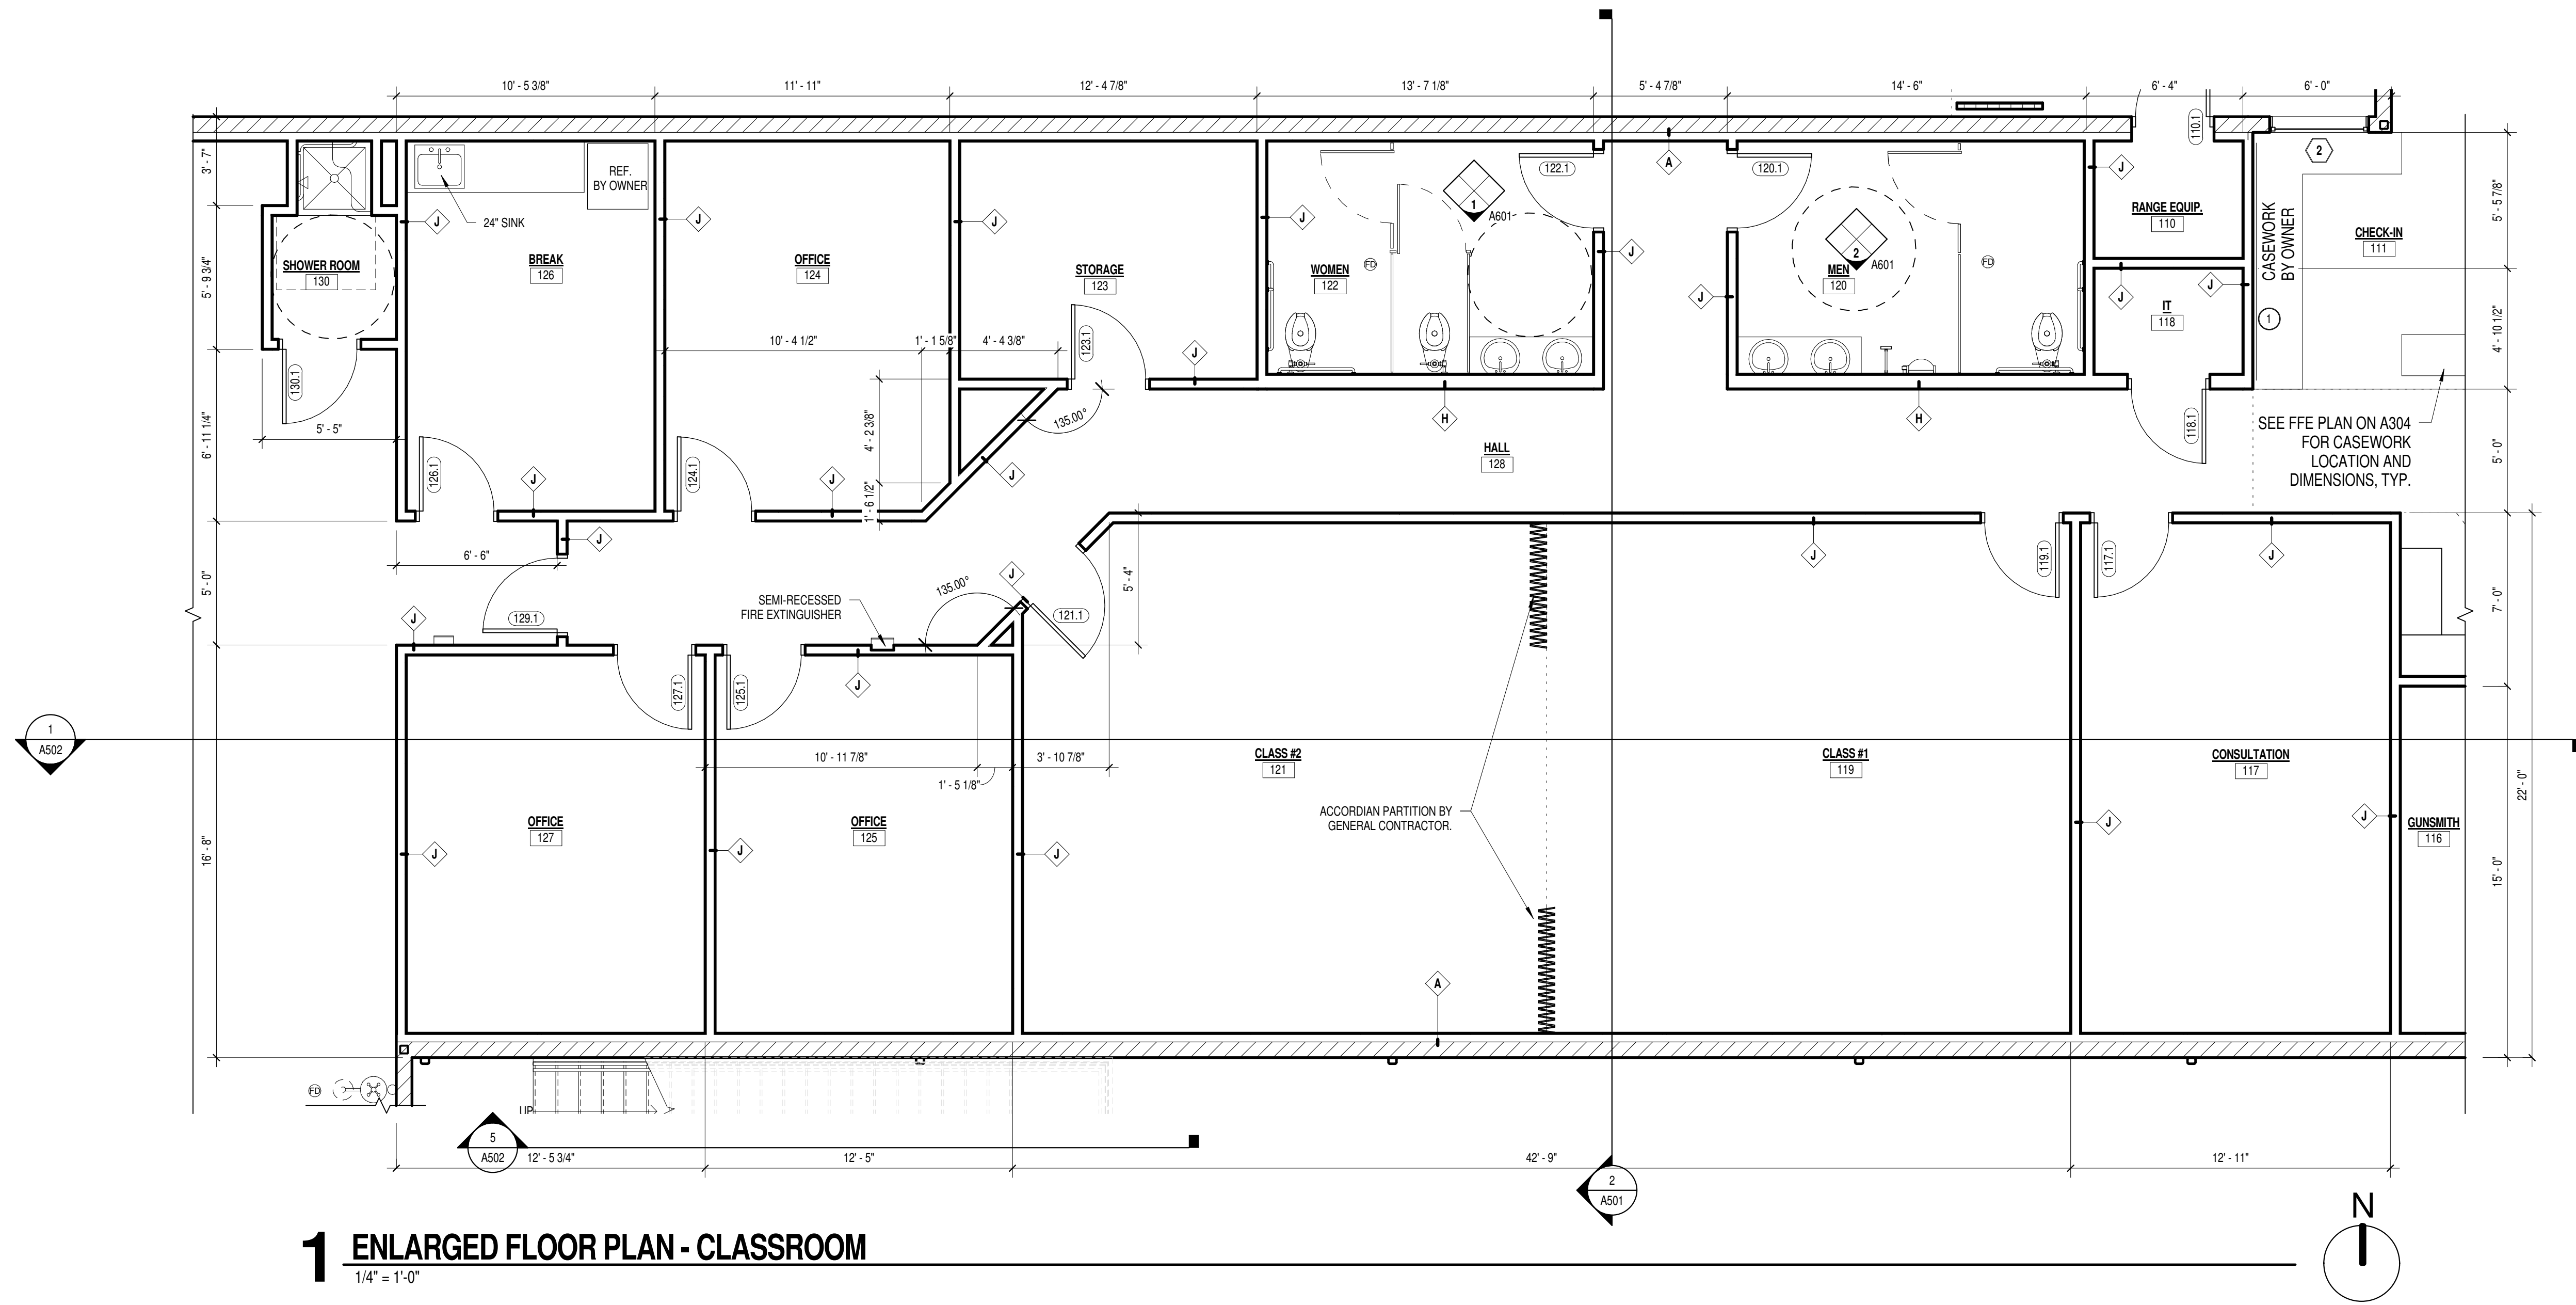 10' - 5 3/8"
11' - 11"
12' - 4 7/8"
13' - 7 1/8"
5' - 4 7/8"
14' - 6"
6' - 4"
6' - 0"
3' - 7"
5' - 9 3/4"
6' - 11 1/4"
5' - 0"
16' - 8"
SHOWER ROOM
130
130.1
5' - 5"
24" SINK
REF.
BY OWNER
J
BREAK
126
126.1
J
J
OFFICE
124
124.1
J
10' - 4 1/2"
1' - 1 5/8"
4' - 4 3/8"
4' - 2 3/8"
1' - 6 1/2"
J
STORAGE
123
123.1
J
135.00°
J
J
WOMEN
122
FD
1
A601
122.1
H
A
J
J
120.1
MEN
120
2
A601
FD
H
J
RANGE EQUIP.
110
110.1
J
J
IT
118
118.1
CASEWORK
BY OWNER
2
1
CHECK-IN
111
5' - 5 7/8"
4' - 10 1/2"
5' - 0"
7' - 0"
15' - 0"
22' - 0"
SEE FFE PLAN ON A304
FOR CASEWORK
LOCATION AND
DIMENSIONS, TYP.
HALL
128
6' - 6"
J
129.1
J
SEMI-RECESSED
FIRE EXTINGUISHER
135.00°
J
121.1
5' - 4"
J
127.1
125.1
J
119.1
117.1
J
1
A502
10' - 11 7/8"
1' - 5 1/8"
3' - 10 7/8"
OFFICE
127
J
OFFICE
125
J
J
CLASS #2
121
ACCORDIAN PARTITION BY
GENERAL CONTRACTOR.
CLASS #1
119
J
CONSULTATION
117
J
GUNSMITH
116
A
FD
UP
5
A502
12' - 5 3/4"
12' - 5"
42' - 9"
12' - 11"
2
A501
N
1 ENLARGED FLOOR PLAN - CLASSROOM
1/4" = 1'-0"